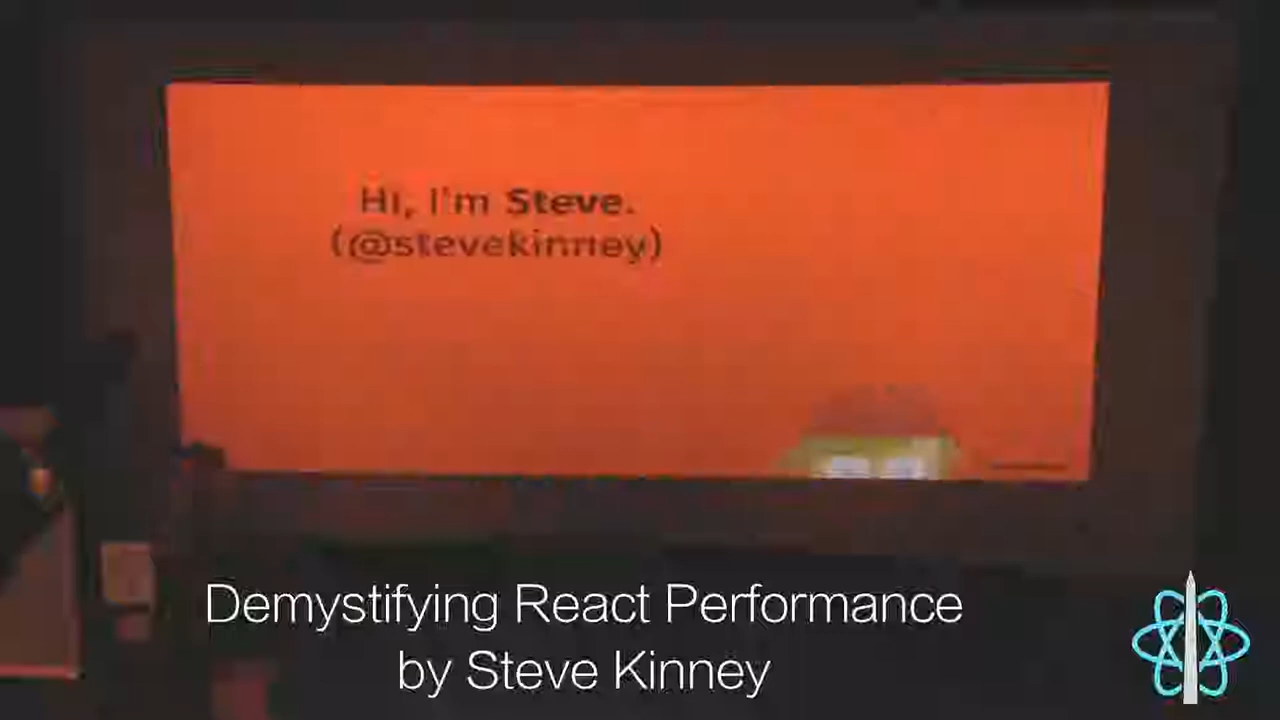 Hi, I'm Steve.
(@stevekinney)
Demystifying React Performance
by Steve Kinney